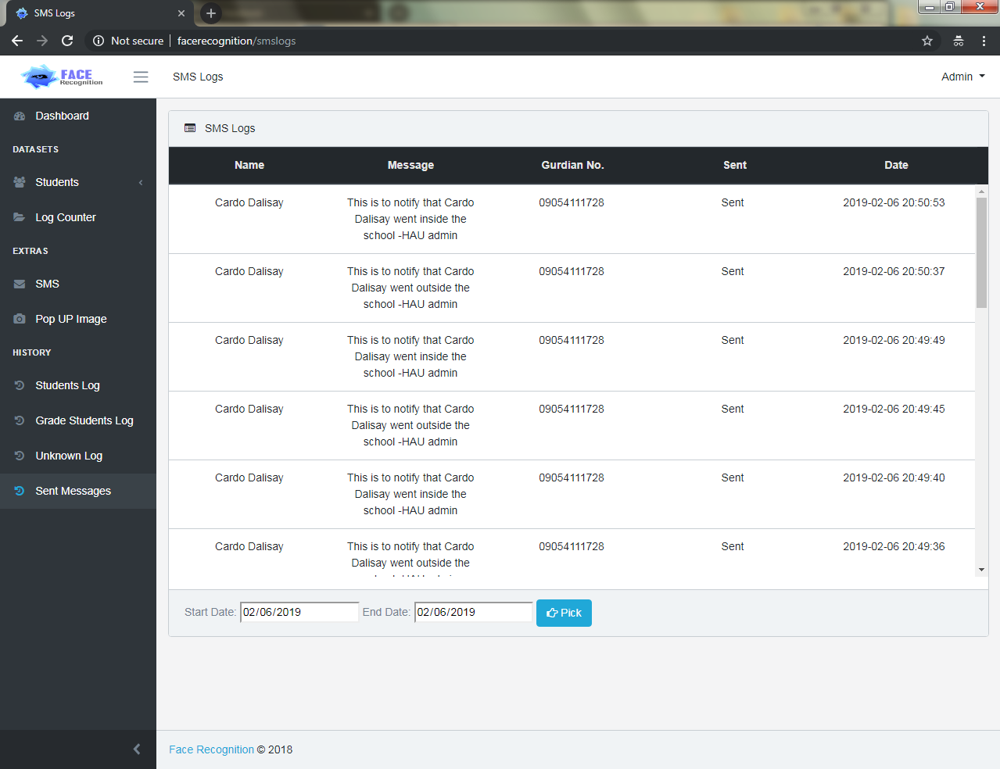 SMS Logs
Not secure | facerecognition/smslogs
FACE
Recognition
SMS Logs
Admin
Dashboard
DATASETS
Students
Log Counter
EXTRAS
SMS
Pop UP Image
HISTORY
Students Log
Grade Students Log
Unknown Log
Sent Messages
SMS Logs
Name Message Gurdian No. Sent Date
Cardo Dalisay This is to notify that Cardo 09054111728 Sent 2019-02-06 20:50:53
Dalisay went inside the
school -HAU admin
Cardo Dalisay This is to notify that Cardo 09054111728 Sent 2019-02-06 20:50:37
Dalisay went outside the
school -HAU admin
Cardo Dalisay This is to notify that Cardo 09054111728 Sent 2019-02-06 20:49:49
Dalisay went inside the
school -HAU admin
Cardo Dalisay This is to notify that Cardo 09054111728 Sent 2019-02-06 20:49:45
Dalisay went outside the
school -HAU admin
Cardo Dalisay This is to notify that Cardo 09054111728 Sent 2019-02-06 20:49:40
Dalisay went inside the
school -HAU admin
Cardo Dalisay This is to notify that Cardo 09054111728 Sent 2019-02-06 20:49:36
Dalisay went outside the
Start Date: 02/06/2019 End Date: 02/06/2019 Pick
Face Recognition © 2018